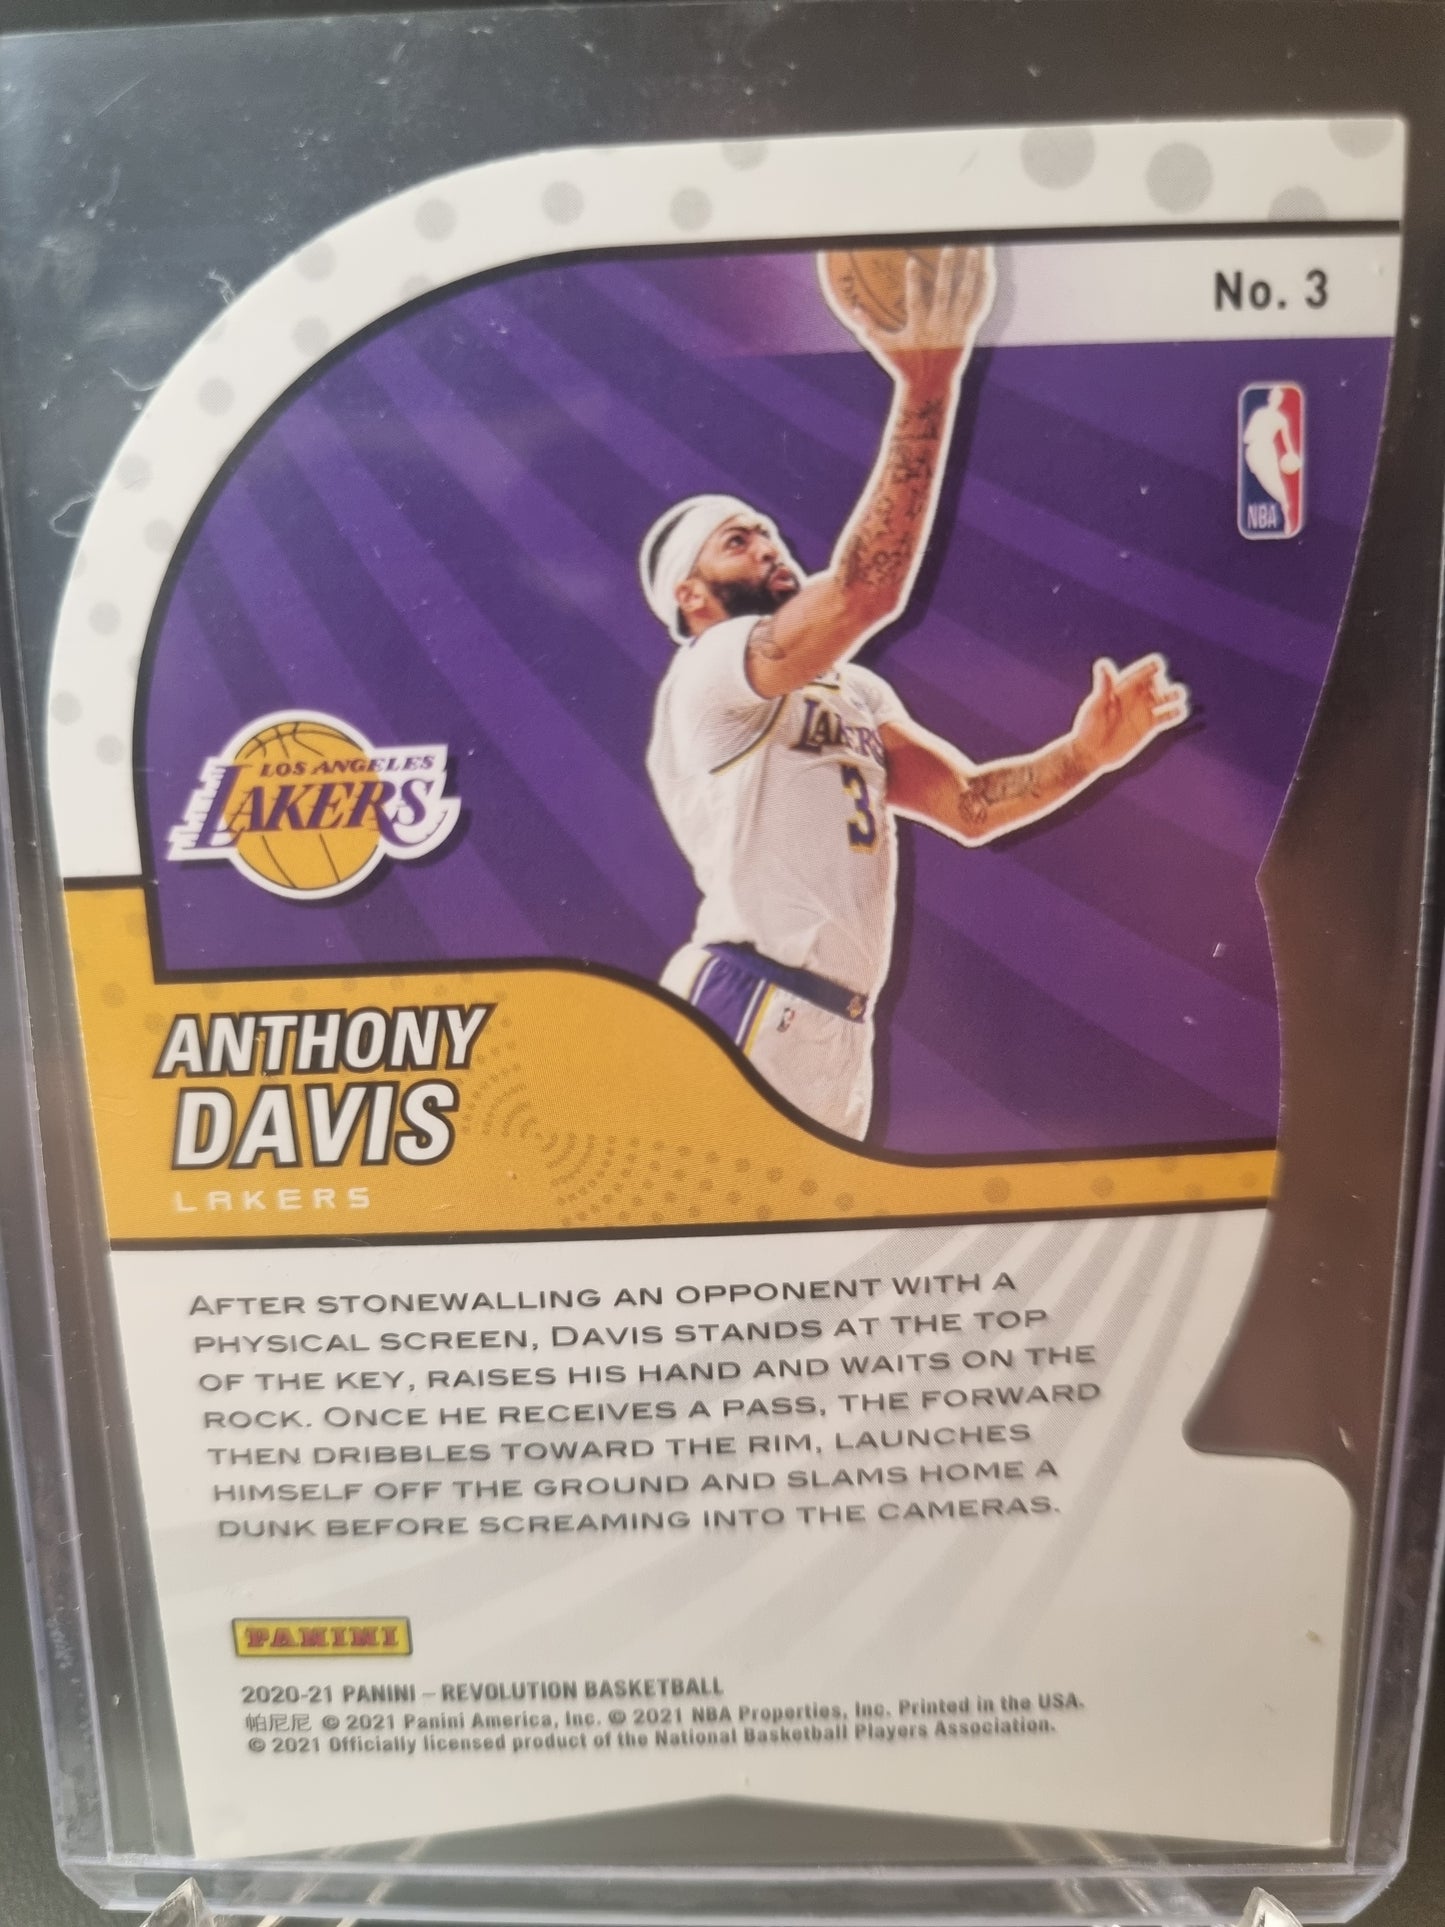 No. 3
NBA
LAKERS
3
LOS ANGELES
LAKERS
ANTHONY
DAVIS
LAKERS
AFTER STONEWALLING AN OPPONENT WITH A
PHYSICAL SCREEN, DAVIS STANDS AT THE TOP
OF THE KEY, RAISES HIS HAND AND WAITS ON THE
ROCK. ONCE HE RECEIVES A PASS, THE FORWARD
THEN DRIBBLES TOWARD THE RIM, LAUNCHES
HIMSELF OFF THE GROUND AND SLAMS HOME A
DUNK BEFORE SCREAMING INTO THE CAMERAS.
PANINI
2020-21 PANINI – REVOLUTION BASKETBALL
帕尼尼 © 2021 Panini America, Inc. © 2021 NBA Properties, Inc. Printed in the USA.
© 2021 Officially licensed product of the National Basketball Players Association.